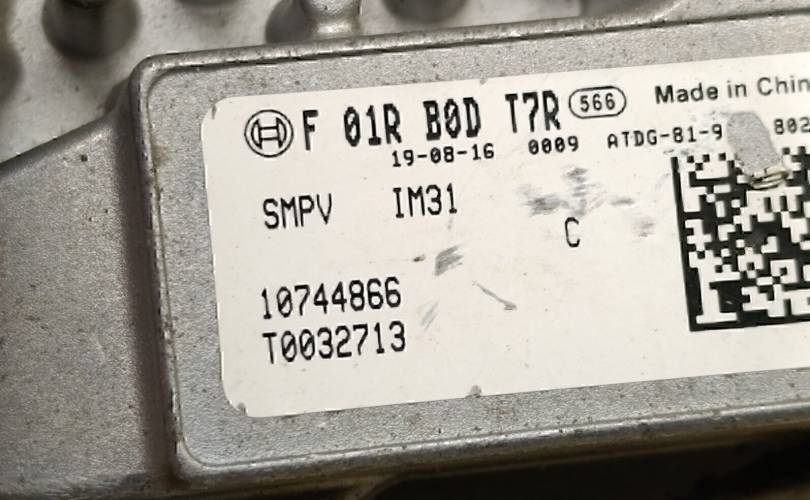 F 01R B0D T7R 566 Made in Chin
19-08-16 0009 ATDG-81-9 802
SMPV IM31
C
10744866
T0032713